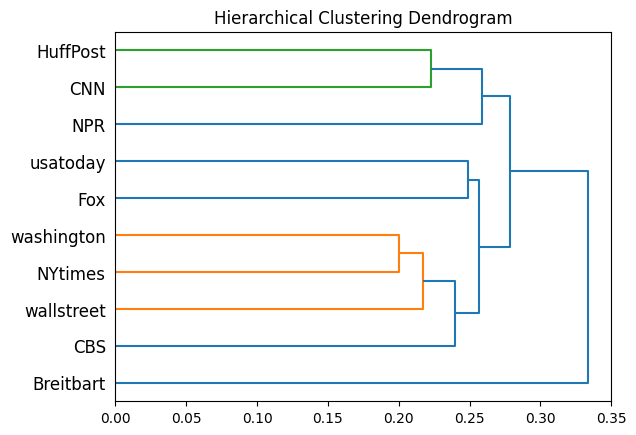 Hierarchical Clustering Dendrogram
HuffPost
CNN
NPR
usatoday
Fox
washington
NYtimes
wallstreet
CBS
Breitbart
0.00 0.05 0.10 0.15 0.20 0.25 0.30 0.35